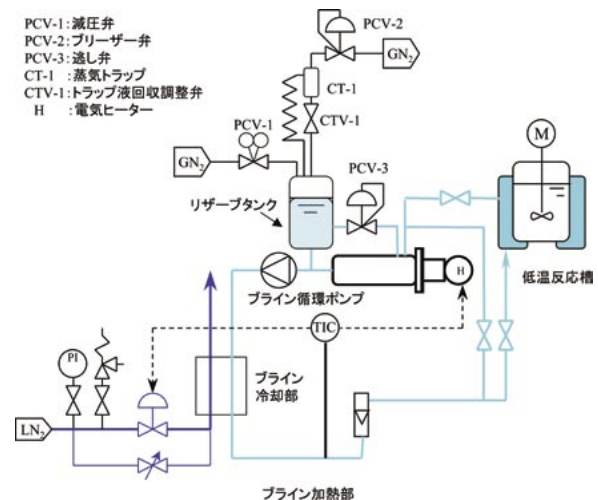 PCV-1:減圧弁
PCV-2:ブリーザー弁
PCV-3:逃し弁
CT-1 :蒸気トラップ
CTV-1:トラップ液回収調整弁
H :電気ヒーター
PCV-2
GN2
CT-1
CTV-1
PCV-1
GN2
PCV-3
M
リザーブタンク
H
低温反応槽
ブライン循環ポンプ
TIC
PI
ブライン
冷却部
LN2
ブライン加熱部